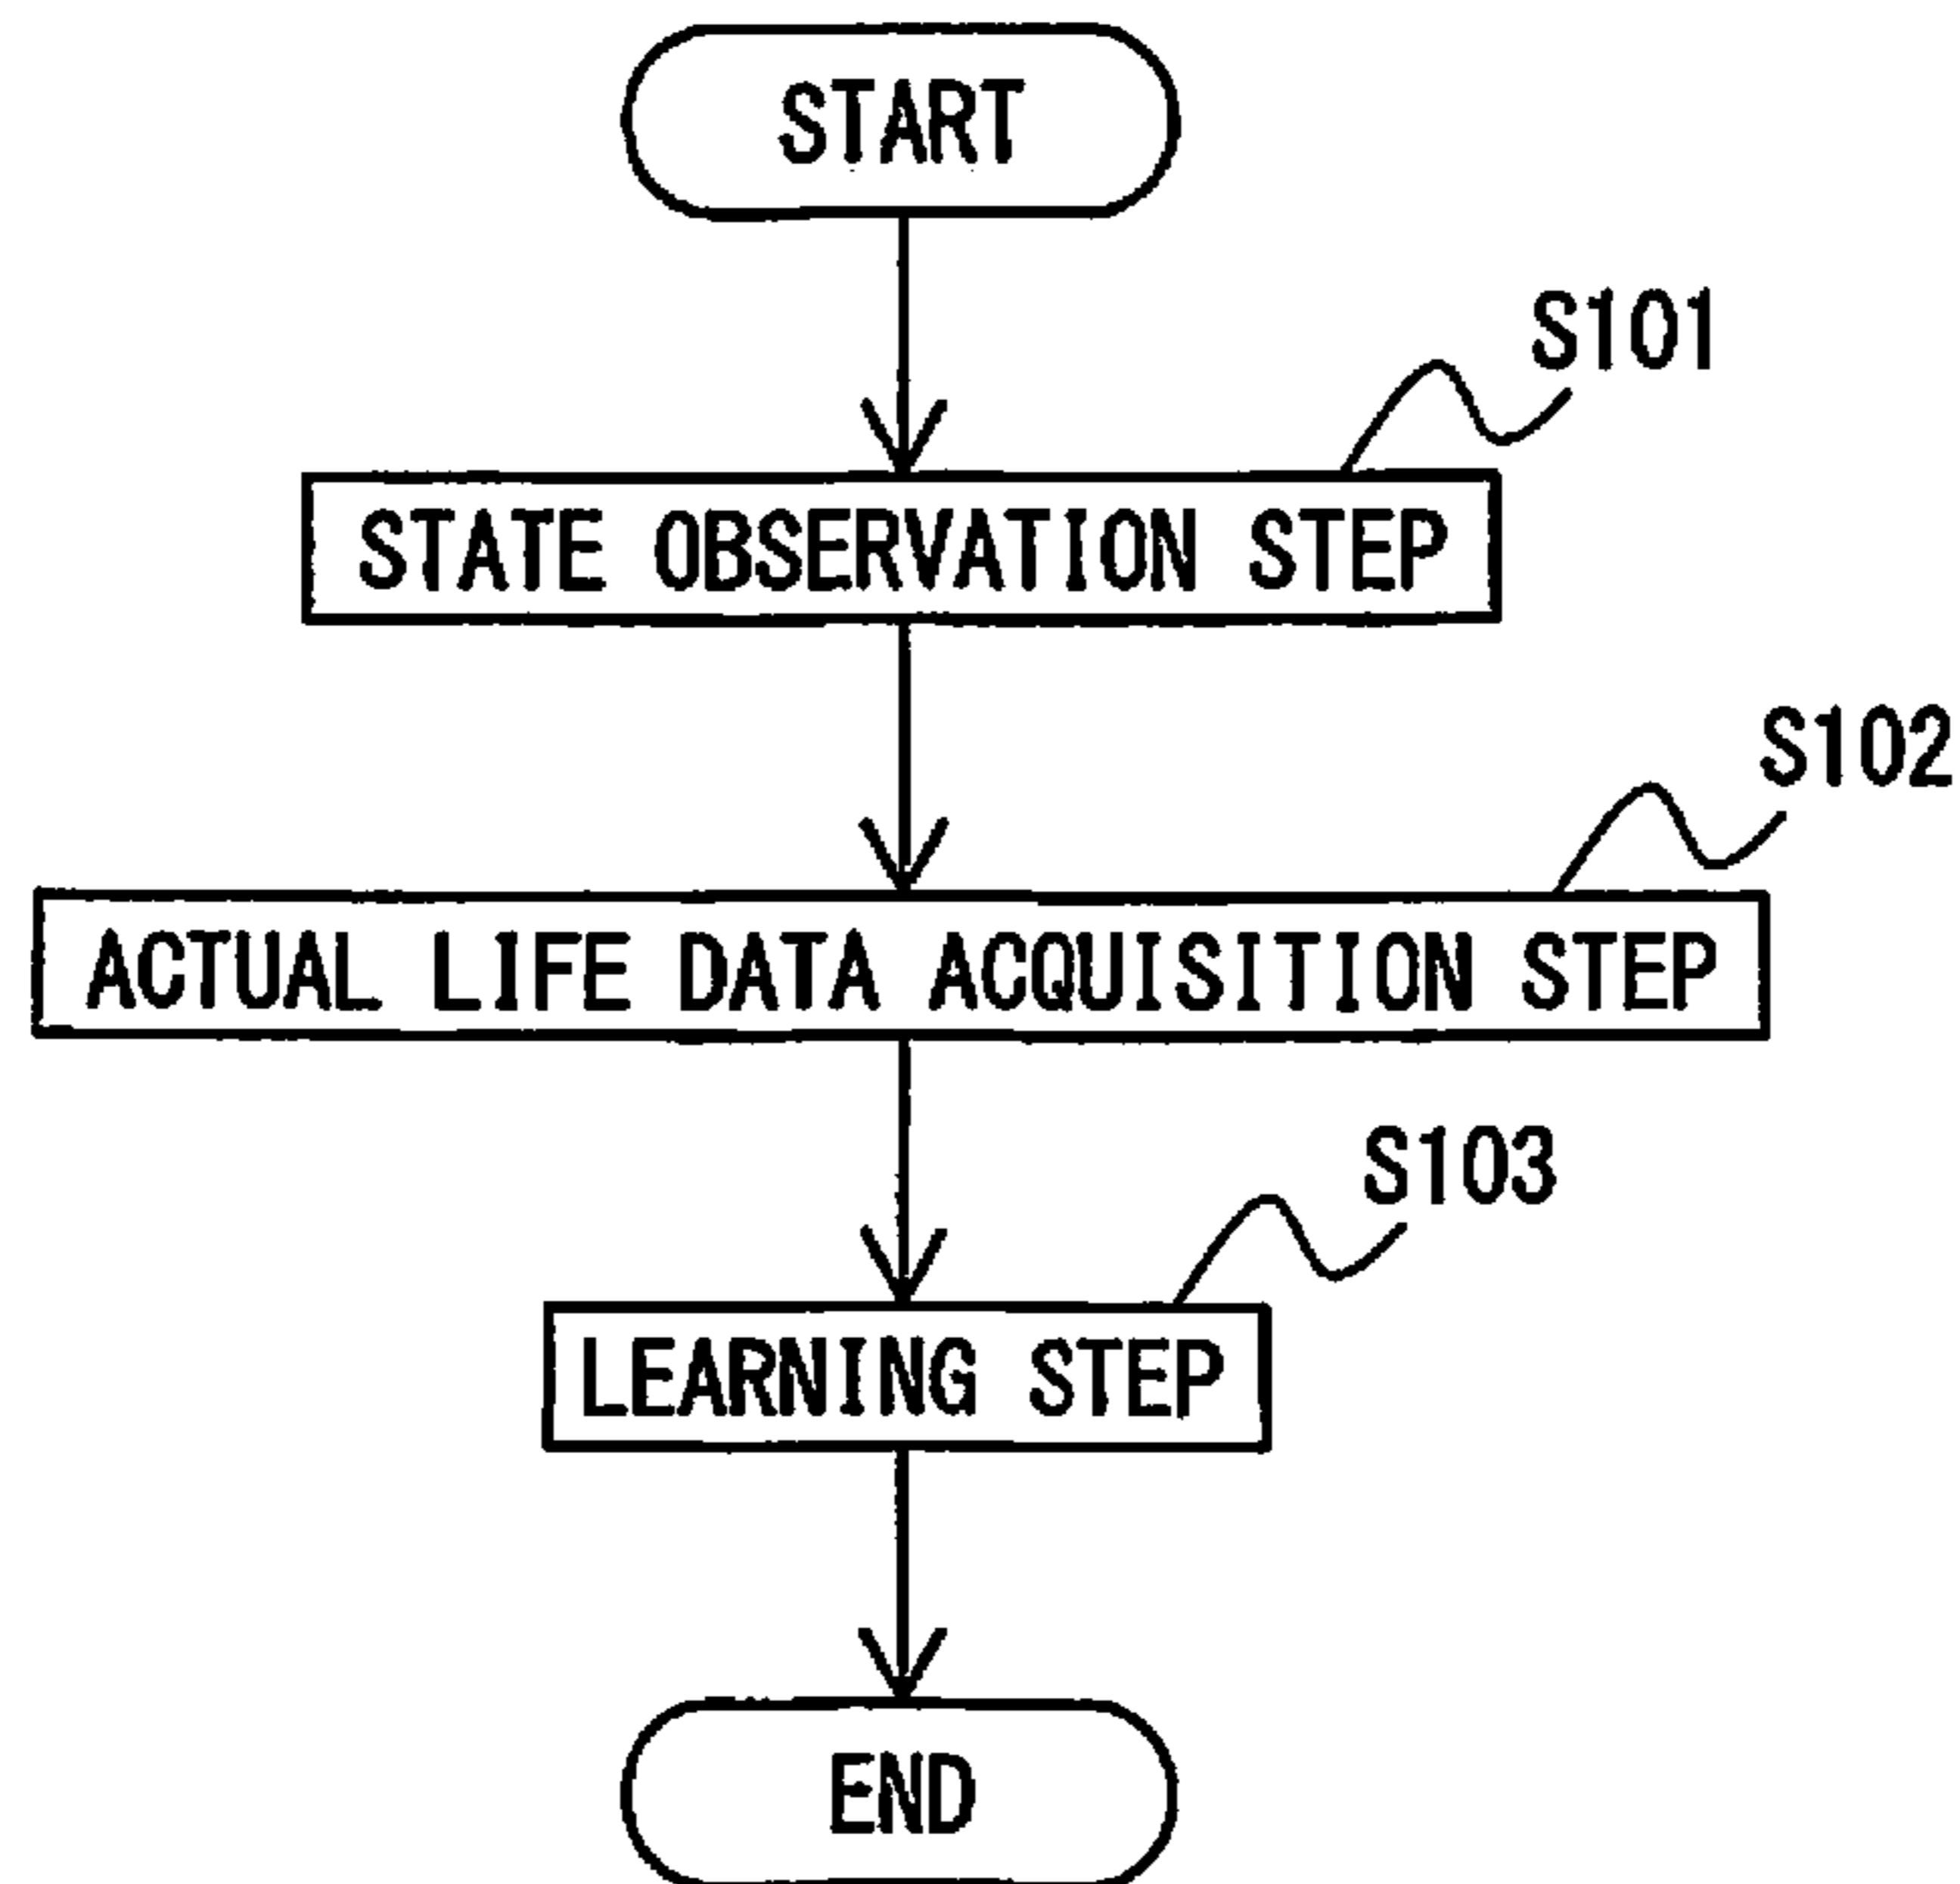 START
S101
STATE OBSERVATION STEP
S102
ACTUAL LIFE DATA ACQUISITION STEP
S103
LEARNING STEP
END